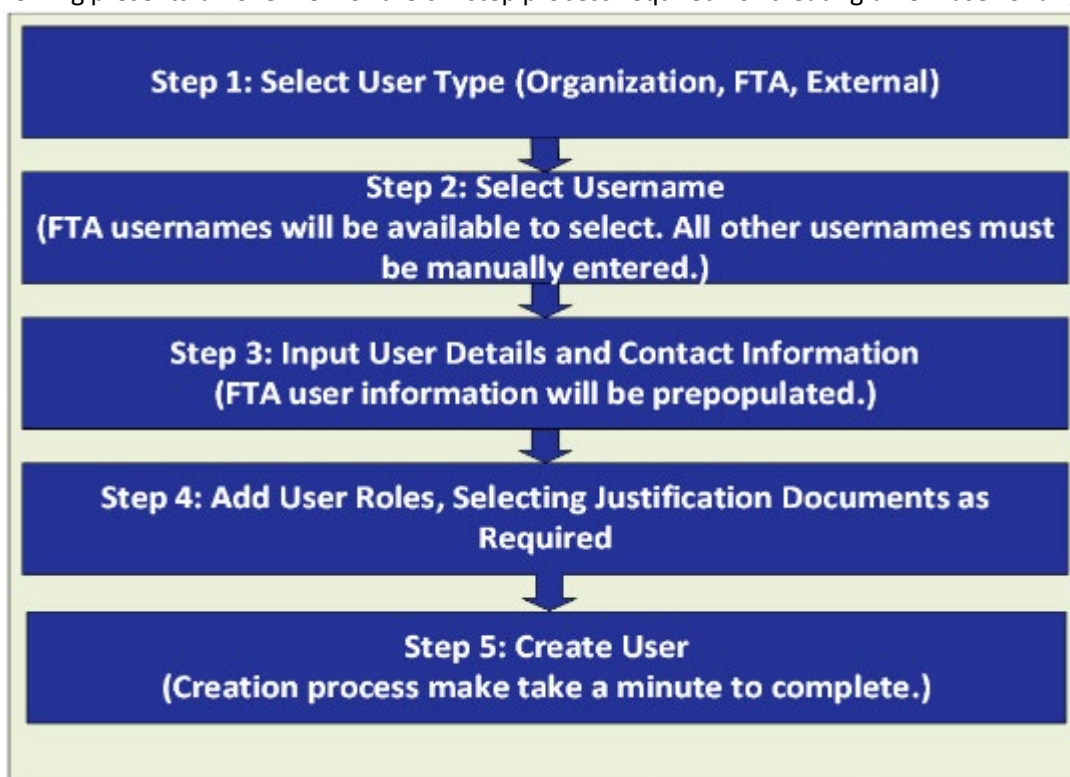 Step 1: Select User Type (Organization, FTA, External)
Step 2: Select Username
(FTA usernames will be available to select. All other usernames must
be manually entered.)
Step 3: Input User Details and Contact Information
(FTA user information will be prepopulated.)
Step 4: Add User Roles, Selecting Justification Documents as
Required
Step 5: Create User
(Creation process make take a minute to complete.)